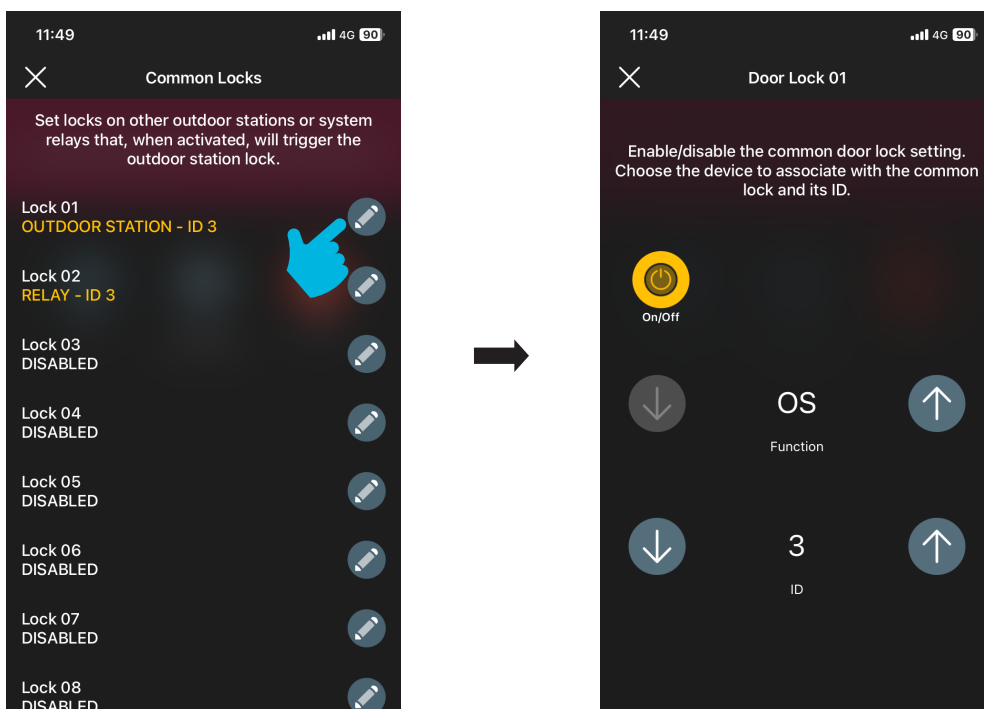 11:49
4G 90
Common Locks
Set locks on other outdoor stations or system
relays that, when activated, will trigger the
outdoor station lock.
Lock 01
OUTDOOR STATION - ID 3
Lock 02
RELAY - ID 3
Lock 03
DISABLED
Lock 04
DISABLED
Lock 05
DISABLED
Lock 06
DISABLED
Lock 07
DISABLED
Lock 08
DISABLED
11:49
4G 90
Door Lock 01
Enable/disable the common door lock setting.
Choose the device to associate with the common
lock and its ID.
On/Off
OS
Function
3
ID